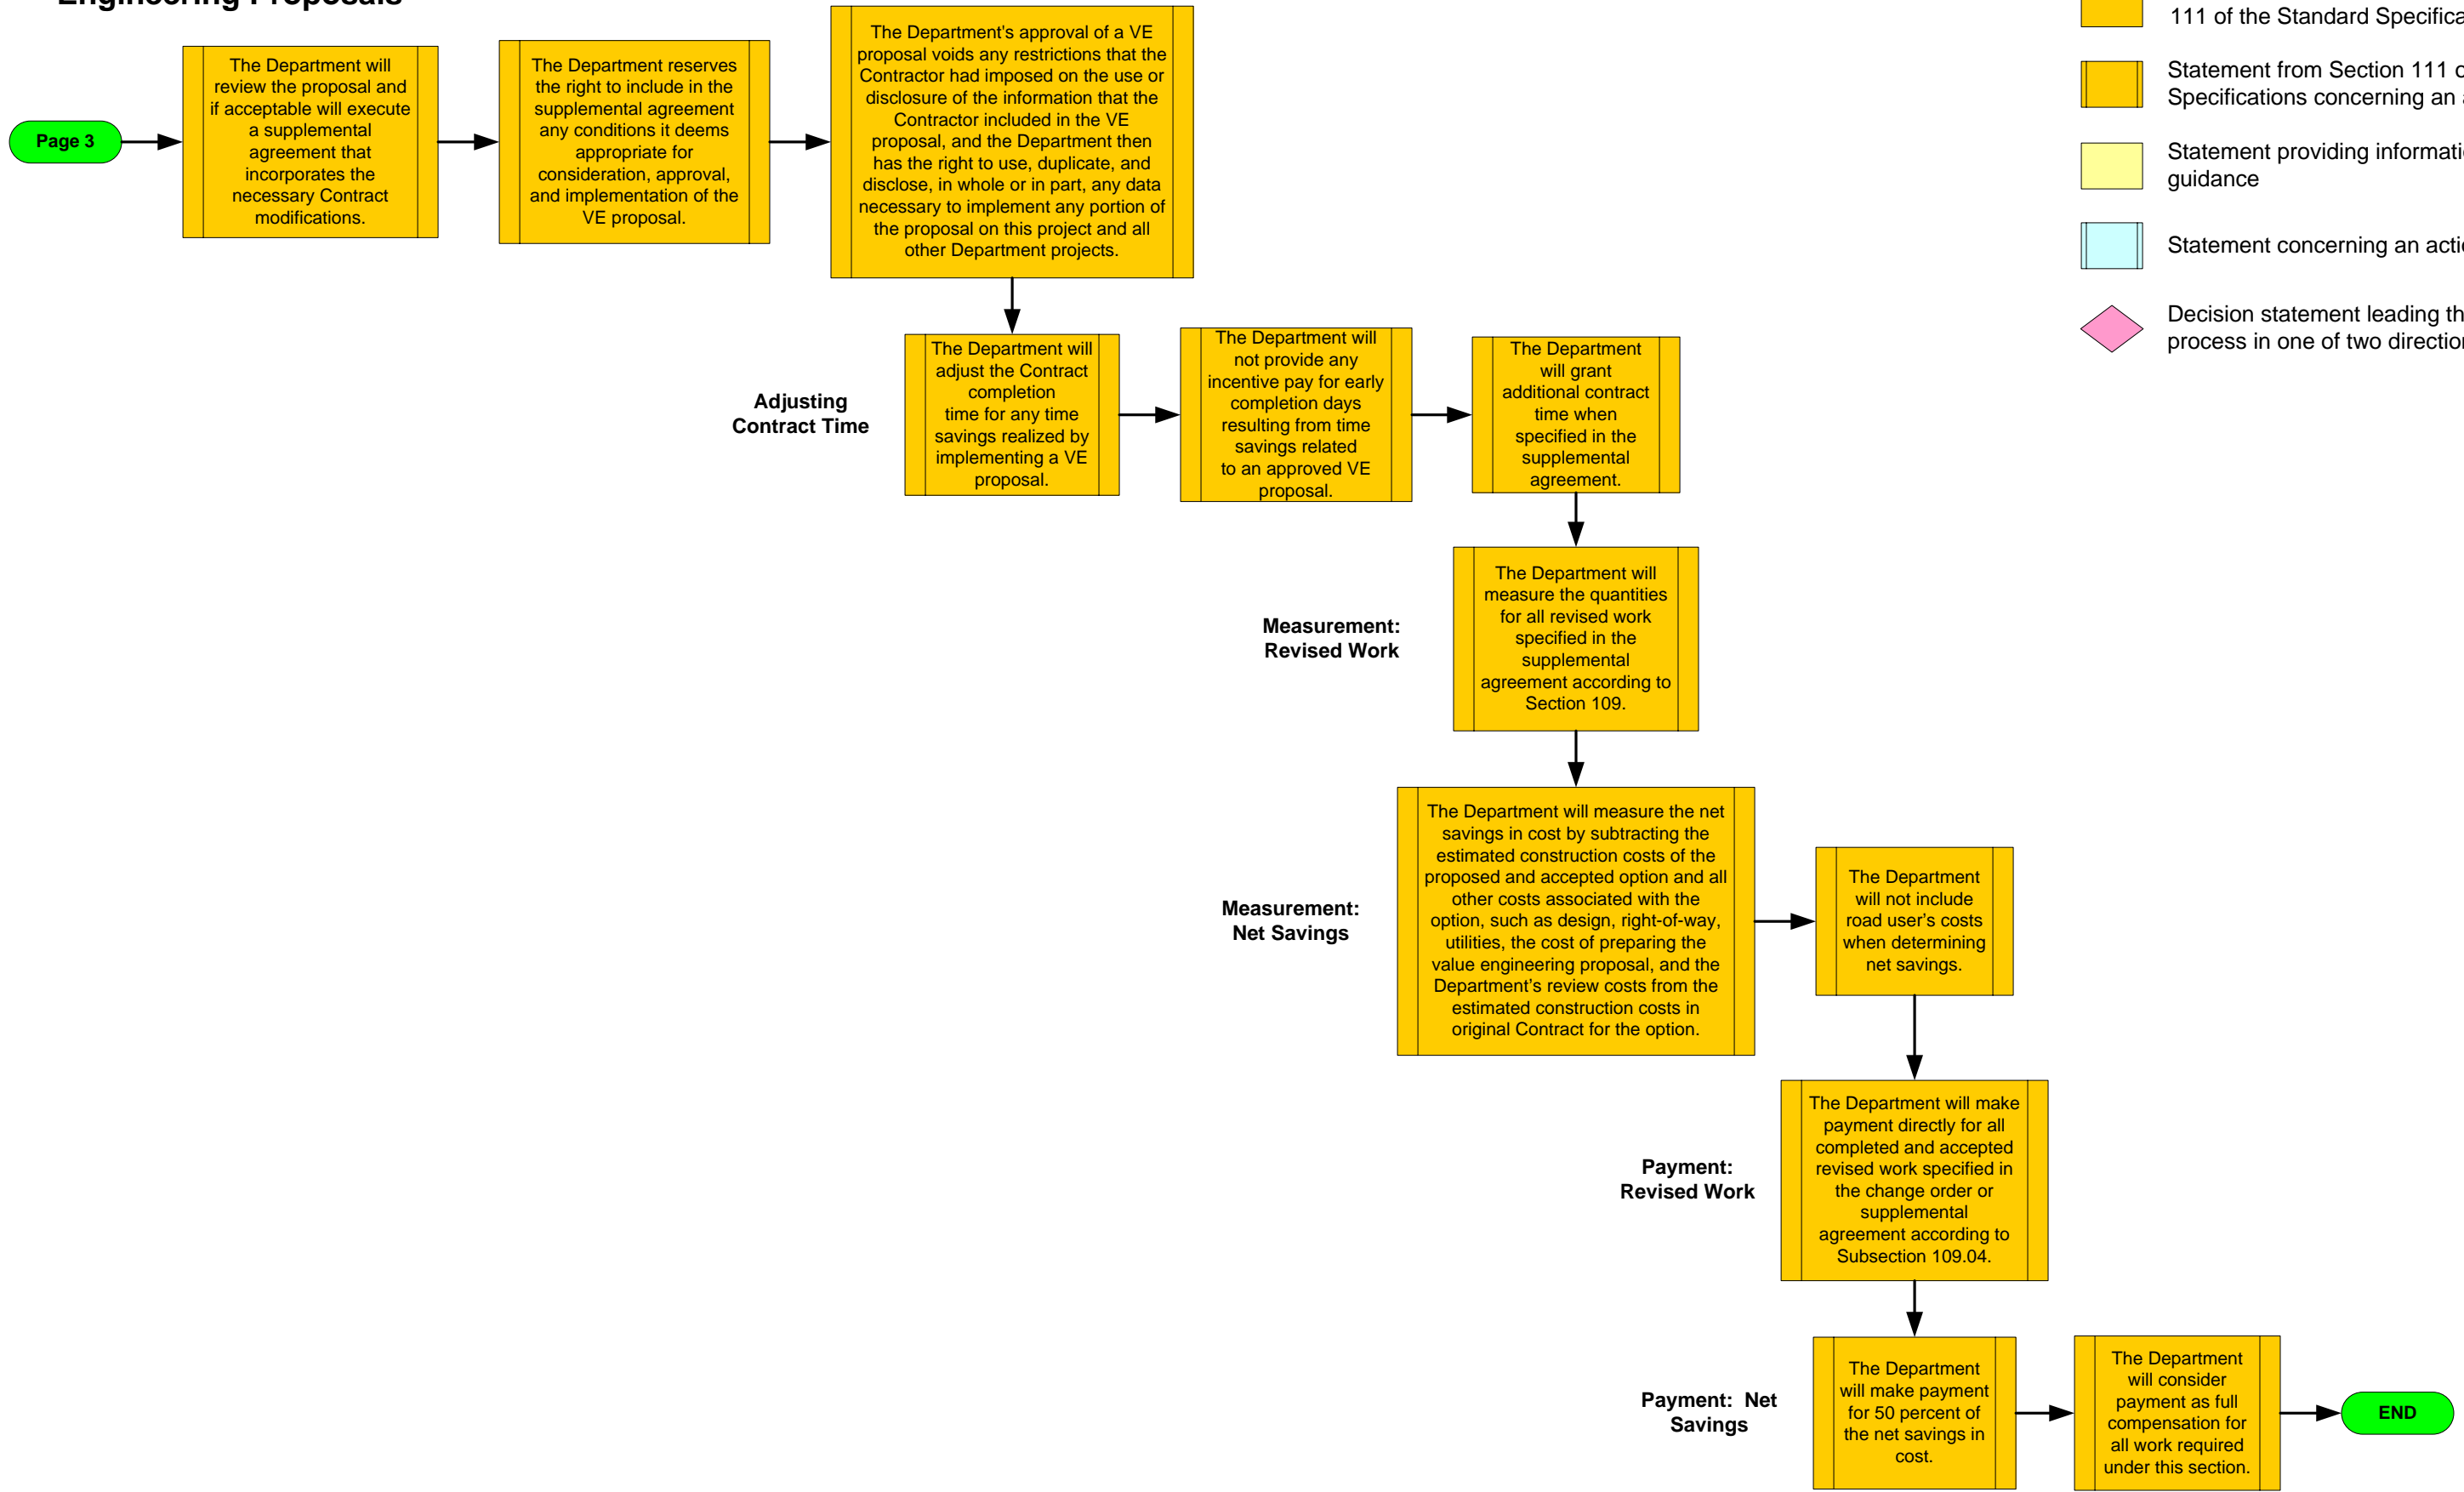 Engineering Proposals
Page 3
The Department will
review the proposal and
if acceptable will execute
a supplemental
agreement that
incorporates the
necessary Contract
modifications.
The Department reserves
the right to include in the
supplemental agreement
any conditions it deems
appropriate for
consideration, approval,
and implementation of the
VE proposal.
The Department's approval of a VE
proposal voids any restrictions that the
Contractor had imposed on the use or
disclosure of the information that the
Contractor included in the VE
proposal, and the Department then
has the right to use, duplicate, and
disclose, in whole or in part, any data
necessary to implement any portion of
the proposal on this project and all
other Department projects.
111 of the Standard
Statement from Section 111
Specifications concerning an
Statement providing
guidance
Statement concerning an
Decision statement leading
process in one of two
Adjusting
Contract Time
The Department will
adjust the Contract
completion
time for any time
savings realized by
implementing a VE
proposal.
The Department will
not provide any
incentive pay for early
completion days
resulting from time
savings related
to an approved VE
proposal.
The Department
will grant
additional contract
time when
specified in the
supplemental
agreement.
Measurement:
Revised Work
The Department will
measure the quantities
for all revised work
specified in the
supplemental
agreement according to
Section 109.
Measurement:
Net Savings
The Department will measure the net
savings in cost by subtracting the
estimated construction costs of the
proposed and accepted option and all
other costs associated with the
option, such as design, right-of-way,
utilities, the cost of preparing the
value engineering proposal, and the
Department’s review costs from the
estimated construction costs in
original Contract for the option.
The Department
will not include
road user’s costs
when determining
net savings.
Payment:
Revised Work
The Department will make
payment directly for all
completed and accepted
revised work specified in
the change order or
supplemental
agreement according to
Subsection 109.04.
Payment:  Net
Savings
The Department
will make payment
for 50 percent of
the net savings in
cost.
The Department
will consider
payment as full
compensation for
all work required
under this section.
END